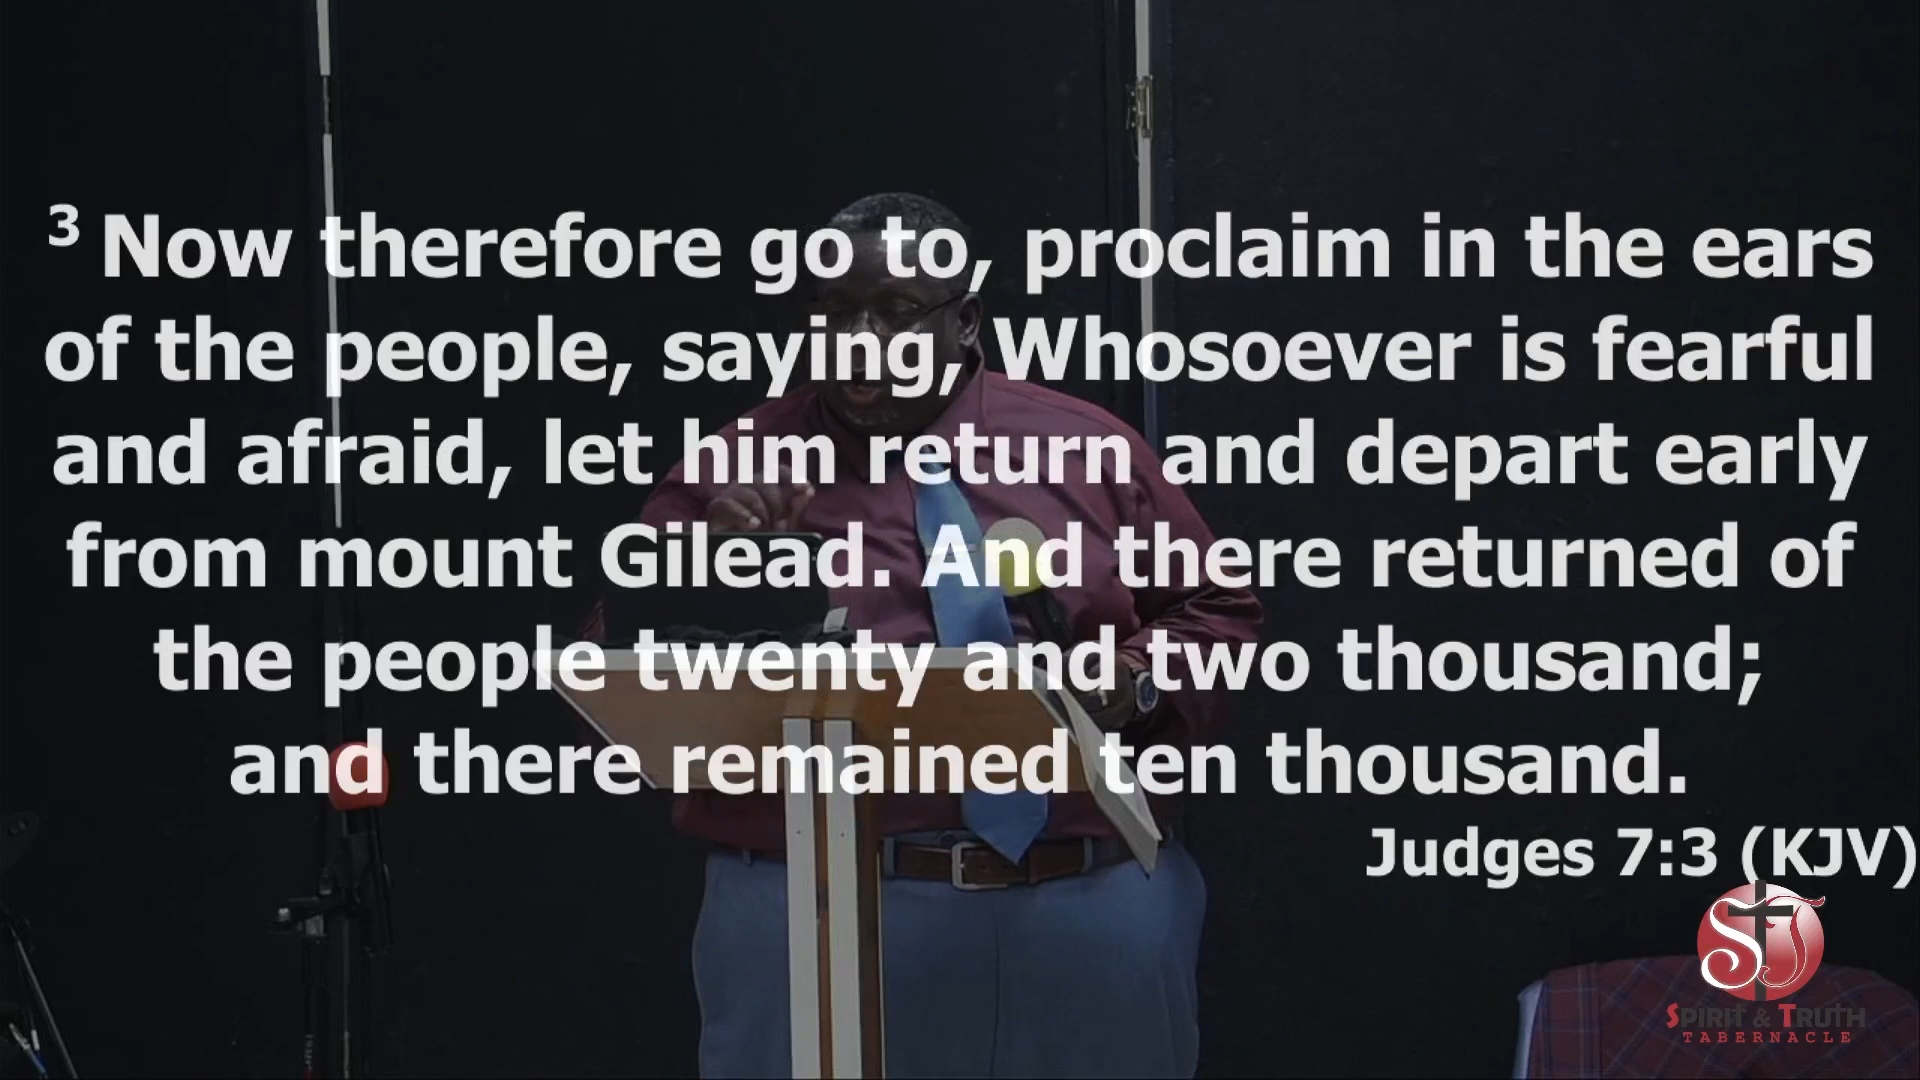 3 Now therefore go to, proclaim in the ears
of the people, saying, Whosoever is fearful
and afraid, let him return and depart early
from mount Gilead. And there returned of
the people twenty and two thousand;
and there remained ten thousand.
Judges 7:3 (KJV)
ST
SPIRIT & TRUTH
TABERNACLE